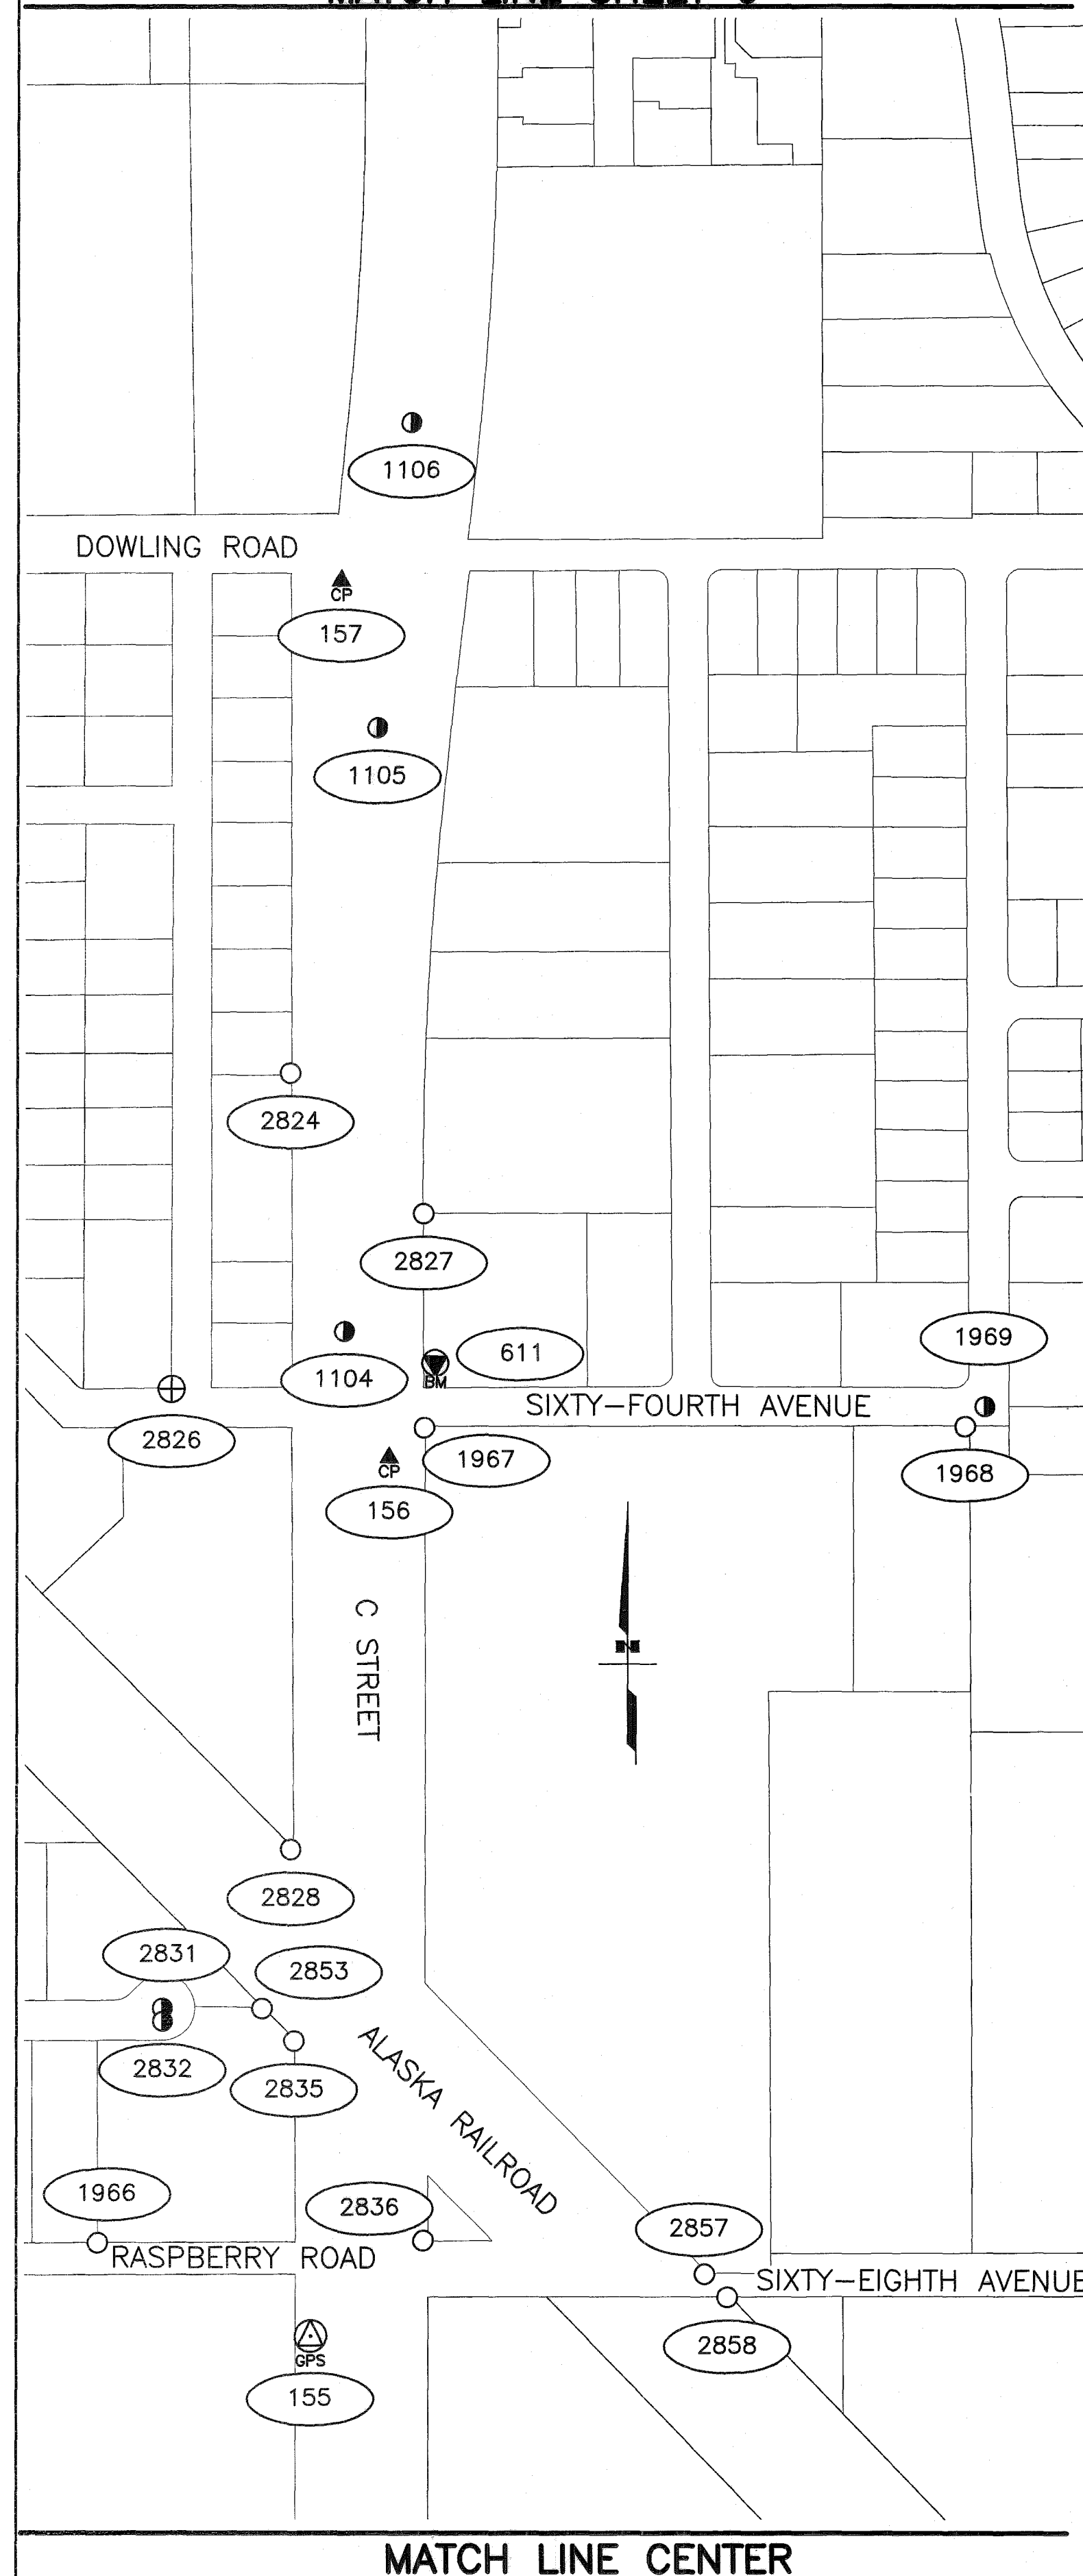 1106
DOWLING ROAD
CP
157
1105
2824
2827
611
1969
1104
BM
SIXTY-FOURTH AVENUE
2826
1967
1968
CP
156
N
C STREET
2828
2831
2853
2832
2835
ALASKA RAILROAD
1966
2836
2857
RASPBERRY ROAD
SIXTY-EIGHTH AVENUE
2858
GPS
155
MATCH LINE CENTER